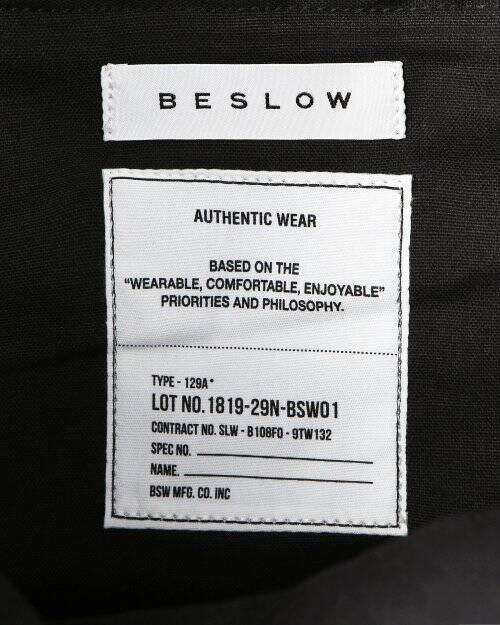 BESLOW
AUTHENTIC WEAR
BASED ON THE
“WEARABLE, COMFORTABLE, ENJOYABLE”
PRIORITIES AND PHILOSOPHY.
TYPE - 129A*
LOT NO.1819-29N-BSW01
CONTRACT NO. SLW - B108FO - 9TW132
SPEC NO.
NAME.
BSW MFG. CO. INC